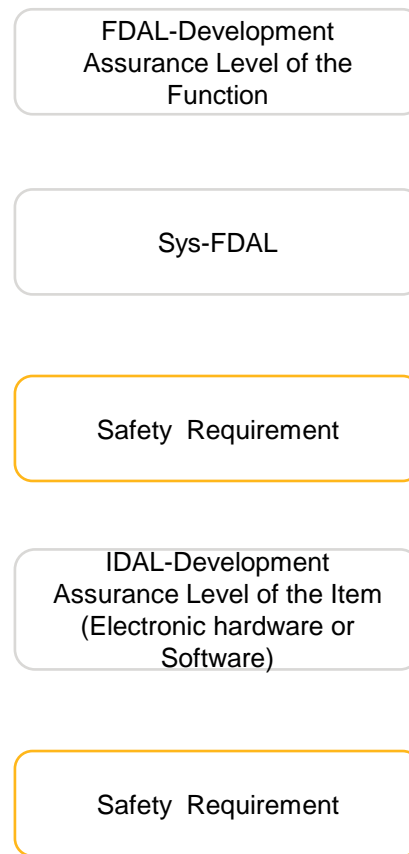 FDAL-Development
Assurance Level of the
Function
Sys-FDAL
Safety  Requirement
IDAL-Development
Assurance Level of the Item
(Electronic hardware or
Software)
Safety  Requirement